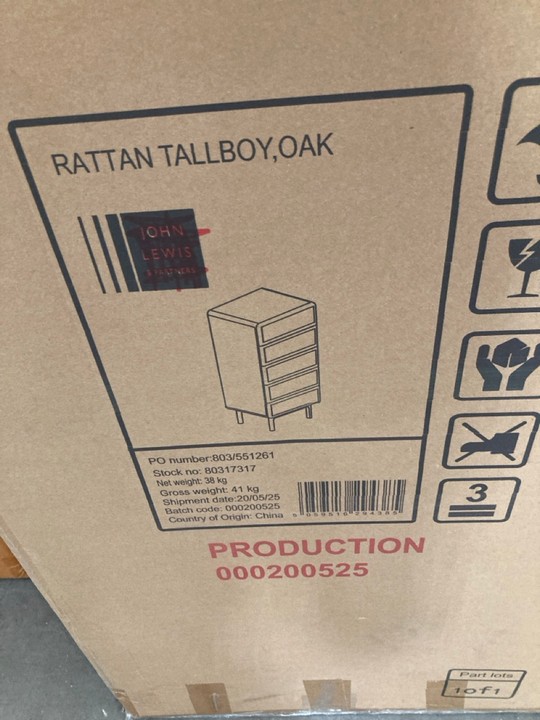 RATTAN TALLBOY,OAK
JOHN
LEWIS
& PARTNERS
PO number:803/551261
Stock no: 80317317
Net weight: 38 kg
Gross weight: 41 kg
Shipment date:20/05/25
Batch code: 000200525
Country of Origin: China
3
PRODUCTION
000200525
Part lots
1of1